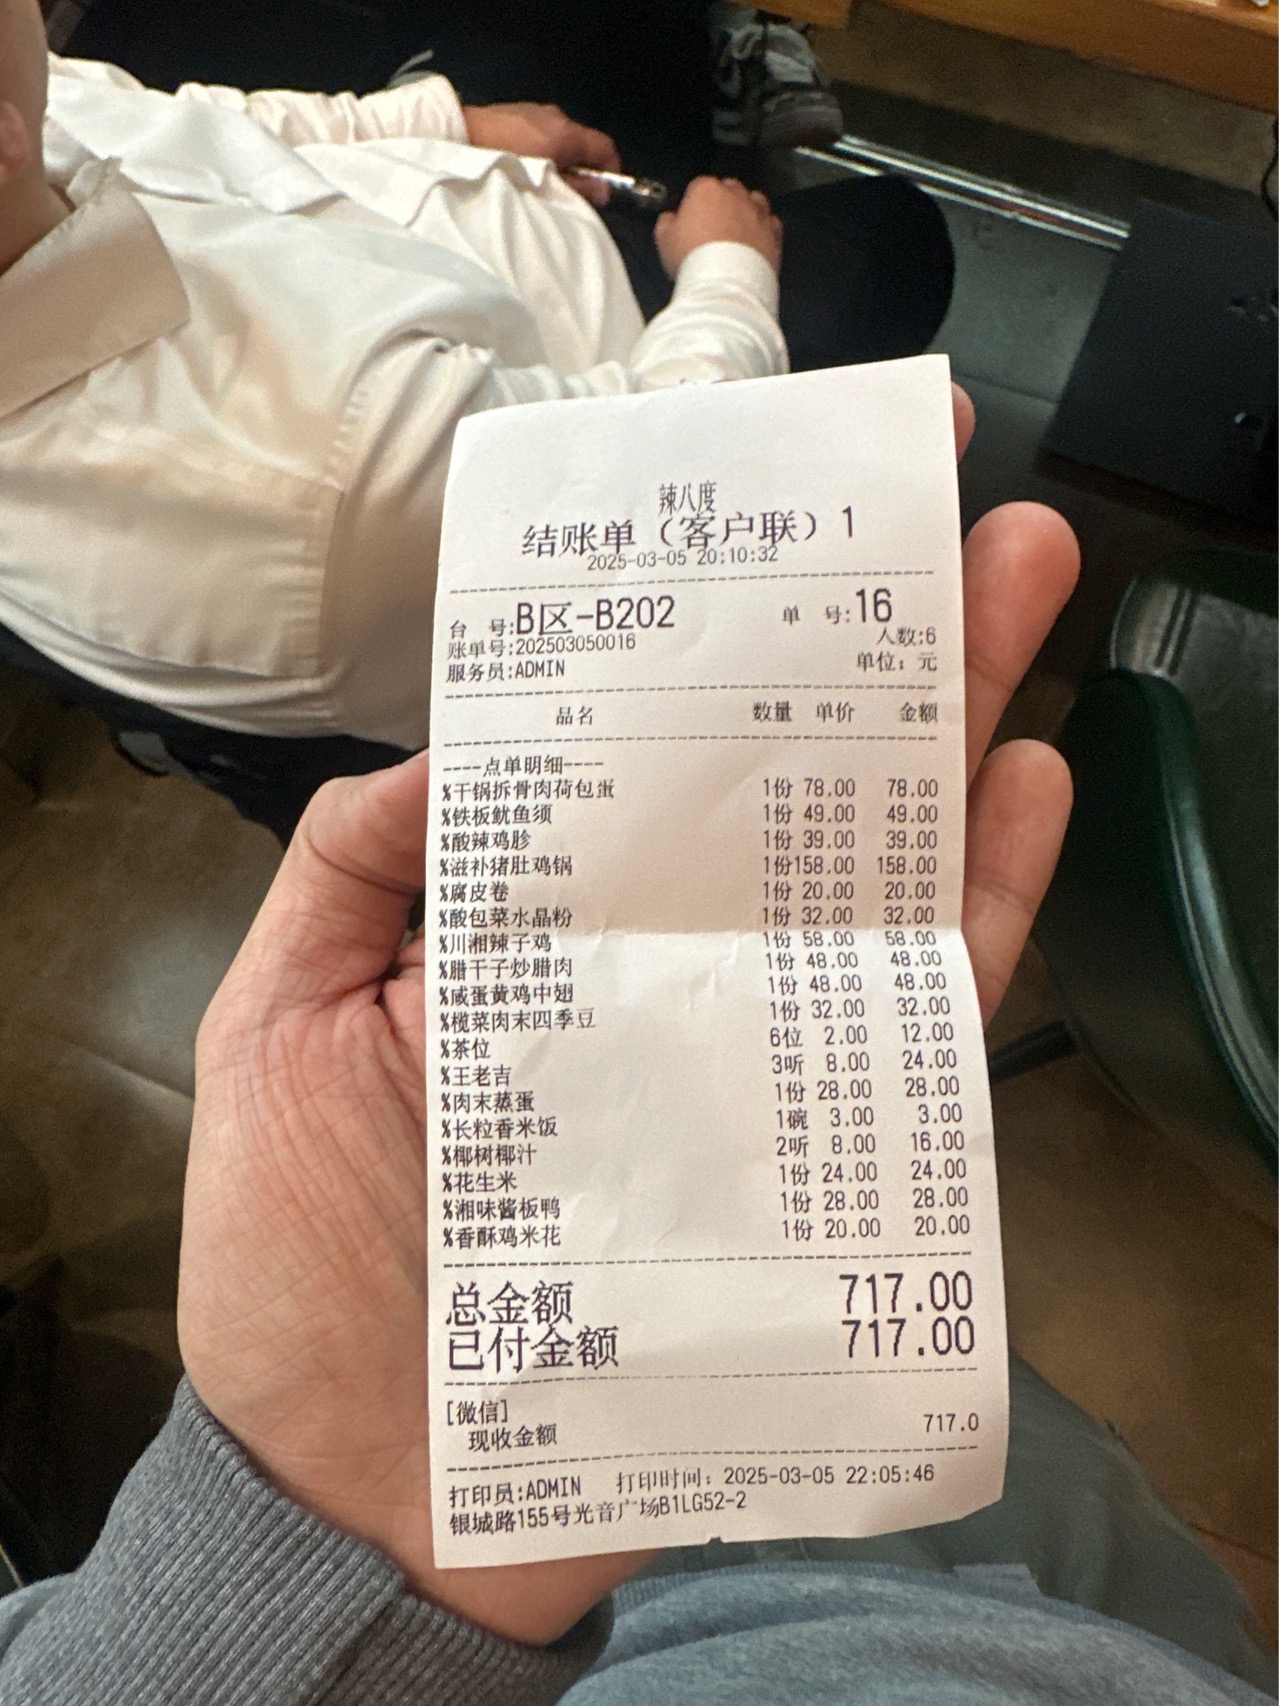 辣八度
结账单（客户联）1
2025-03-05 20:10:32
台 号:B区-B202 单 号:16
账单号:202503050016 人数:6
服务员:ADMIN 单位：元
品名 数量 单价 金额
----点单明细----
%干锅拆骨肉荷包蛋 1份 78.00 78.00
%铁板鱿鱼须 1份 49.00 49.00
%酸辣鸡胗 1份 39.00 39.00
%滋补猪肚鸡锅 1份158.00 158.00
%腐皮卷 1份 20.00 20.00
%酸包菜水晶粉 1份 32.00 32.00
%川湘辣子鸡 1份 58.00 58.00
%腊干子炒腊肉 1份 48.00 48.00
%咸蛋黄鸡中翅 1份 48.00 48.00
%榄菜肉末四季豆 1份 32.00 32.00
%茶位 6位 2.00 12.00
%王老吉 3听 8.00 24.00
%肉末蒸蛋 1份 28.00 28.00
%长粒香米饭 1碗 3.00 3.00
%椰树椰汁 2听 8.00 16.00
%花生米 1份 24.00 24.00
%湘味酱板鸭 1份 28.00 28.00
%香酥鸡米花 1份 20.00 20.00
总金额 717.00
已付金额 717.00
[微信]
现收金额 717.0
打印员:ADMIN 打印时间：2025-03-05 22:05:46
银城路155号光音广场B1LG52-2